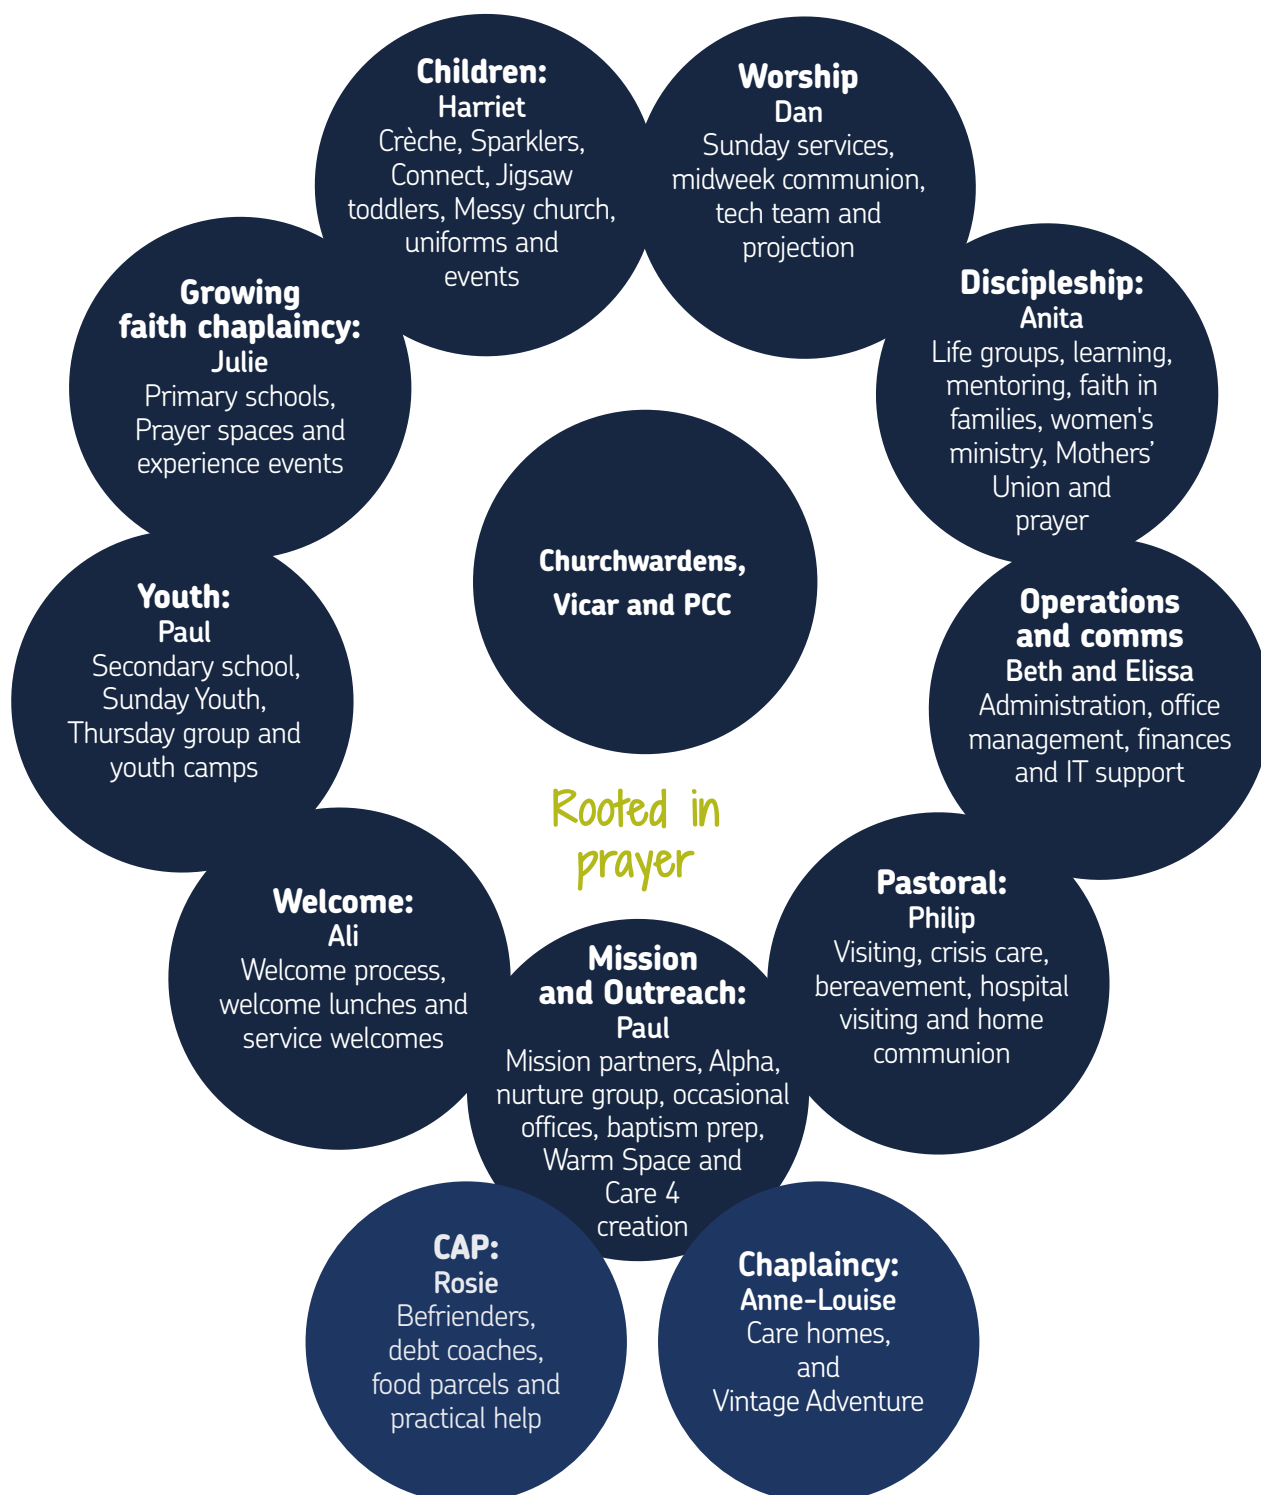 Children:
Harriet
Crèche, Sparklers,
Connect, Jigsaw
toddlers, Messy church,
uniforms and
events
Worship
Dan
Sunday services,
midweek communion,
tech team and
projection
Growing
faith chaplaincy:
Julie
Primary schools,
Prayer spaces and
experience events
Discipleship:
Anita
Life groups, learning,
mentoring, faith in
families, women's
ministry, Mothers’
Union and
prayer
Churchwardens,
Vicar and PCC
Youth:
Paul
Secondary school,
Sunday Youth,
Thursday group and
youth camps
Operations
and comms
Beth and Elissa
Administration, office
management, finances
and IT support
Rooted in
prayer
Welcome:
Ali
Welcome process,
welcome lunches and
service welcomes
Mission
and Outreach:
Paul
Mission partners, Alpha,
nurture group, occasional
offices, baptism prep,
Warm Space and
Care 4
creation
Pastoral:
Philip
Visiting, crisis care,
bereavement, hospital
visiting and home
communion
CAP:
Rosie
Befrienders,
debt coaches,
food parcels and
practical help
Chaplaincy:
Anne-Louise
Care homes,
and
Vintage Adventure